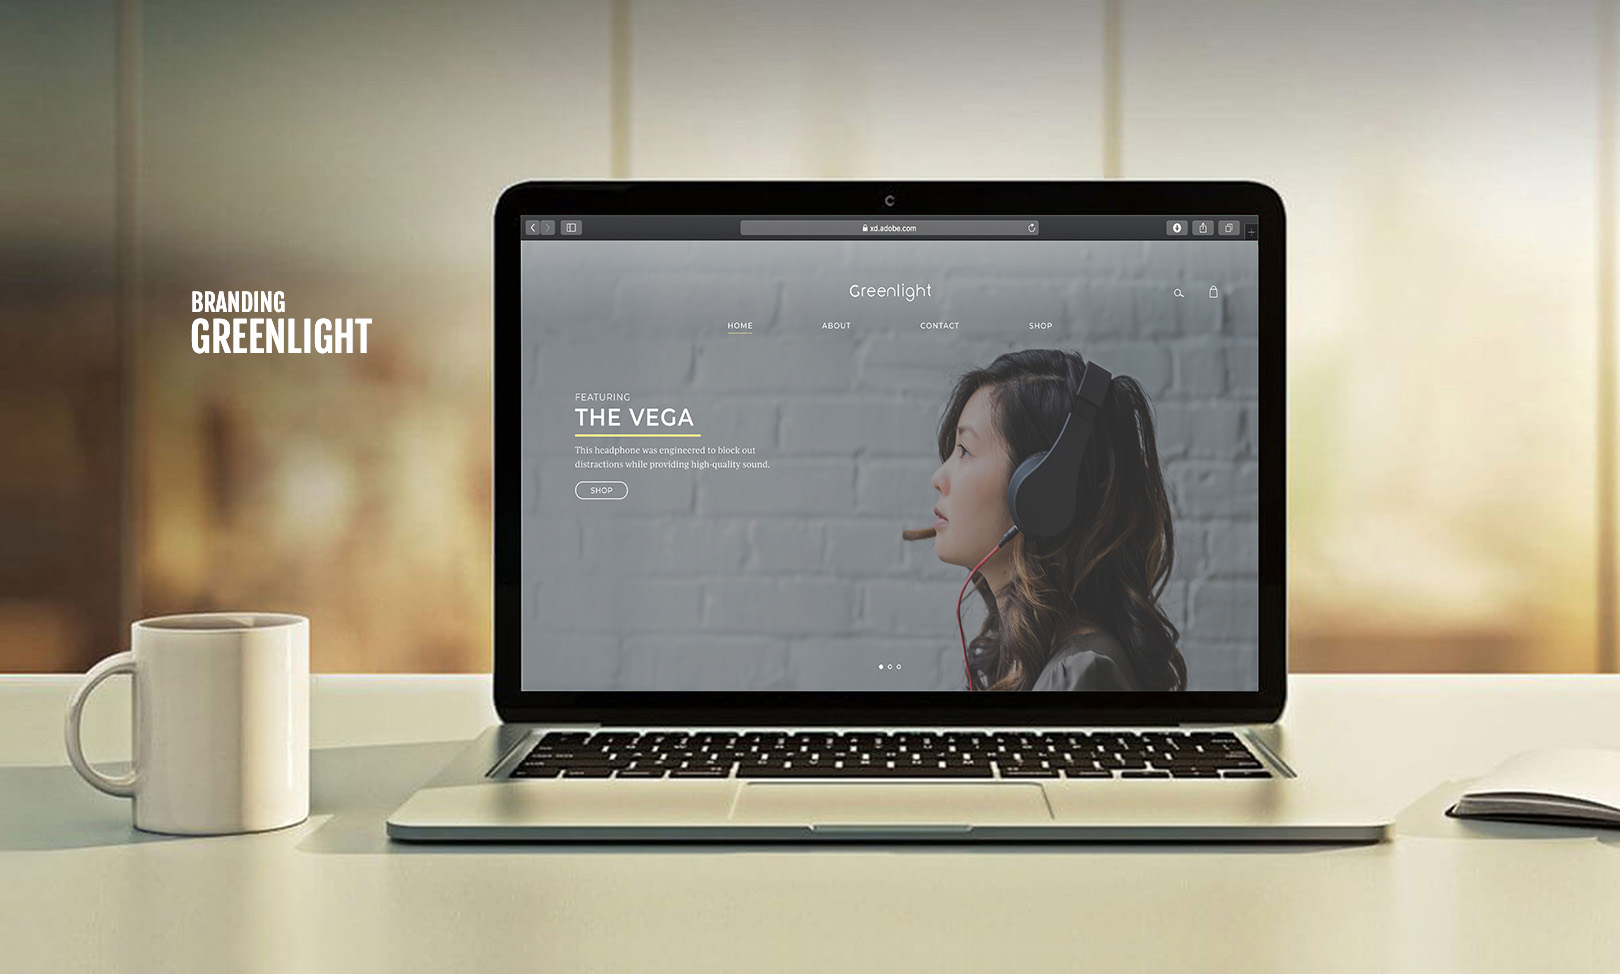 BRANDING
GREENLIGHT
xd.adobe.com
Greenlight
HOME ABOUT CONTACT SHOP
FEATURING
THE VEGA
This headphone was engineered to block out
distractions while providing high-quality sound.
SHOP